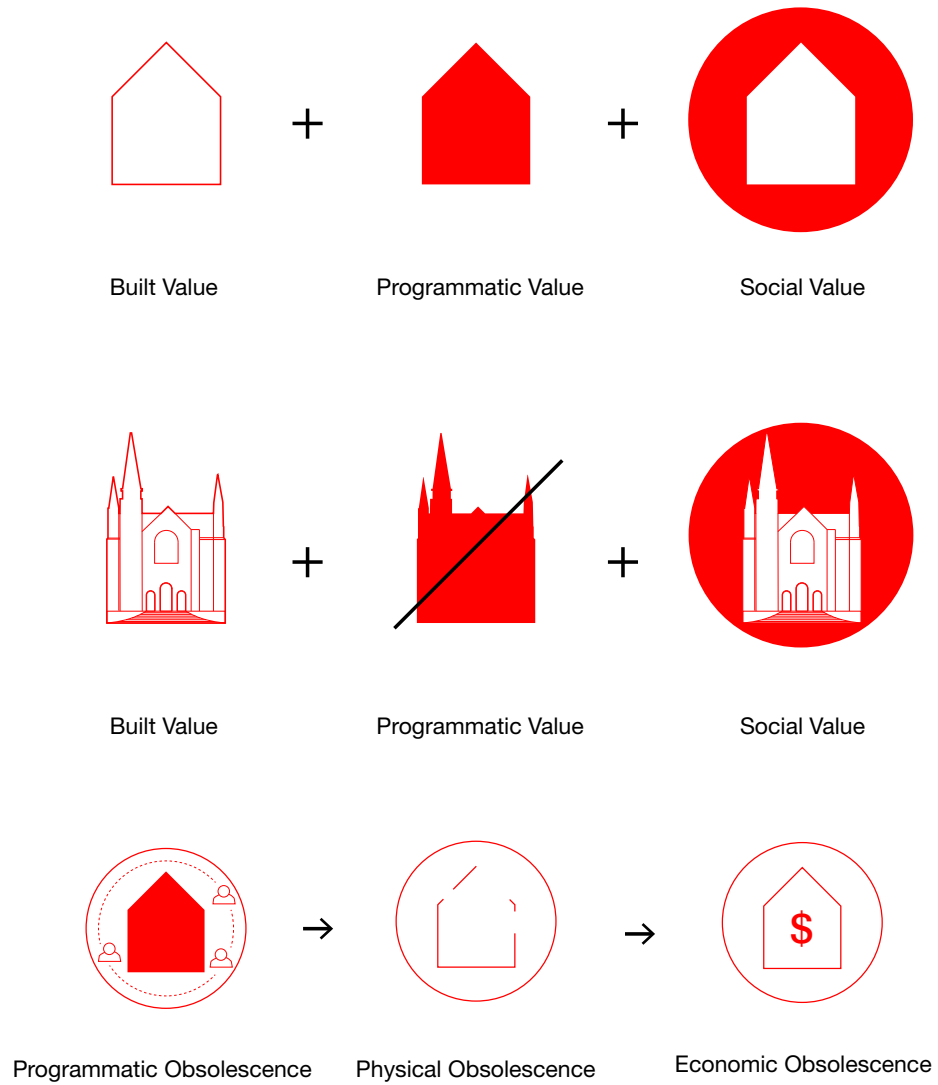 + +
Built Value Programmatic Value Social Value
+ +
Built Value Programmatic Value Social Value
→ → $
Programmatic Obsolescence Physical Obsolescence Economic Obsolescence